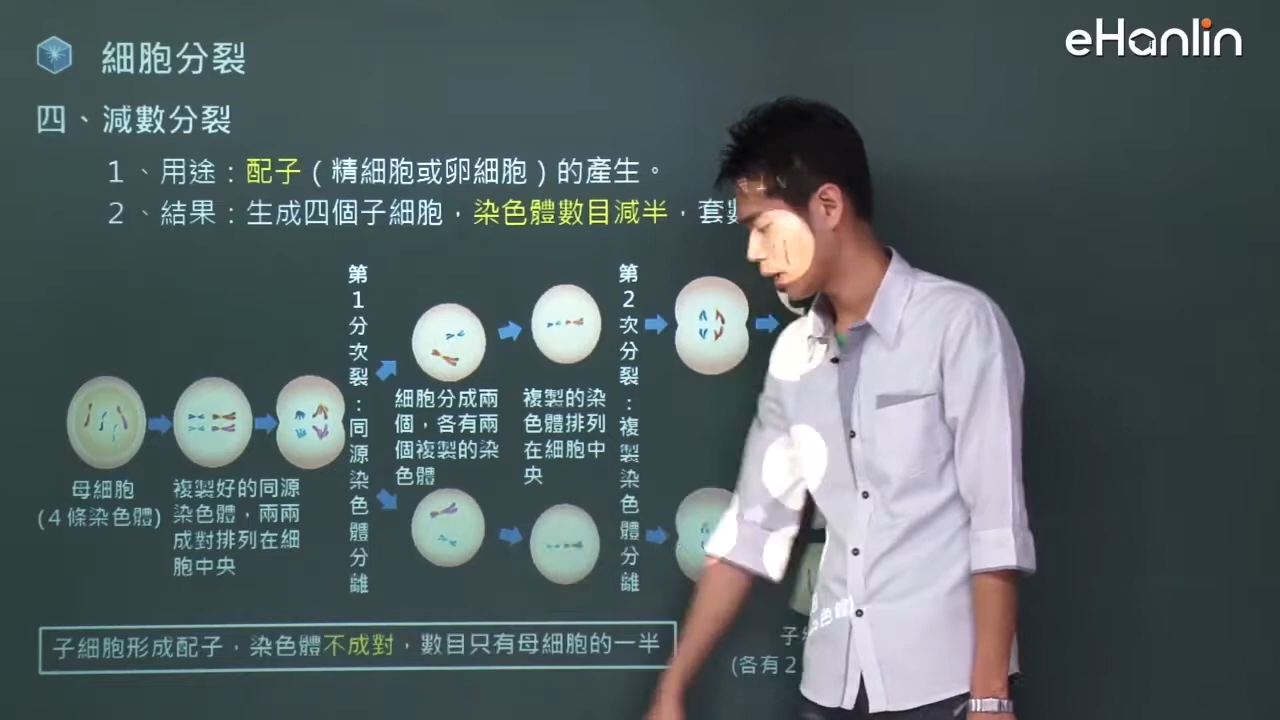 eHanlin
細胞分裂
四、減數分裂
1、用途：配子（精細胞或卵細胞）的產生。
2、結果：生成四個子細胞，染色體數目減半，套
第1次分裂：同源染色體分離
第2次分裂：複製染色體分離
細胞分成兩
個，各有兩
個複製的染
色體
複製的染
色體排列
在細胞中
央
母細胞
(4條染色體)
複製好的同源
染色體，兩兩
成對排列在細
胞中央
子細胞形成配子，染色體不成對，數目只有母細胞的一半
子
(各有2